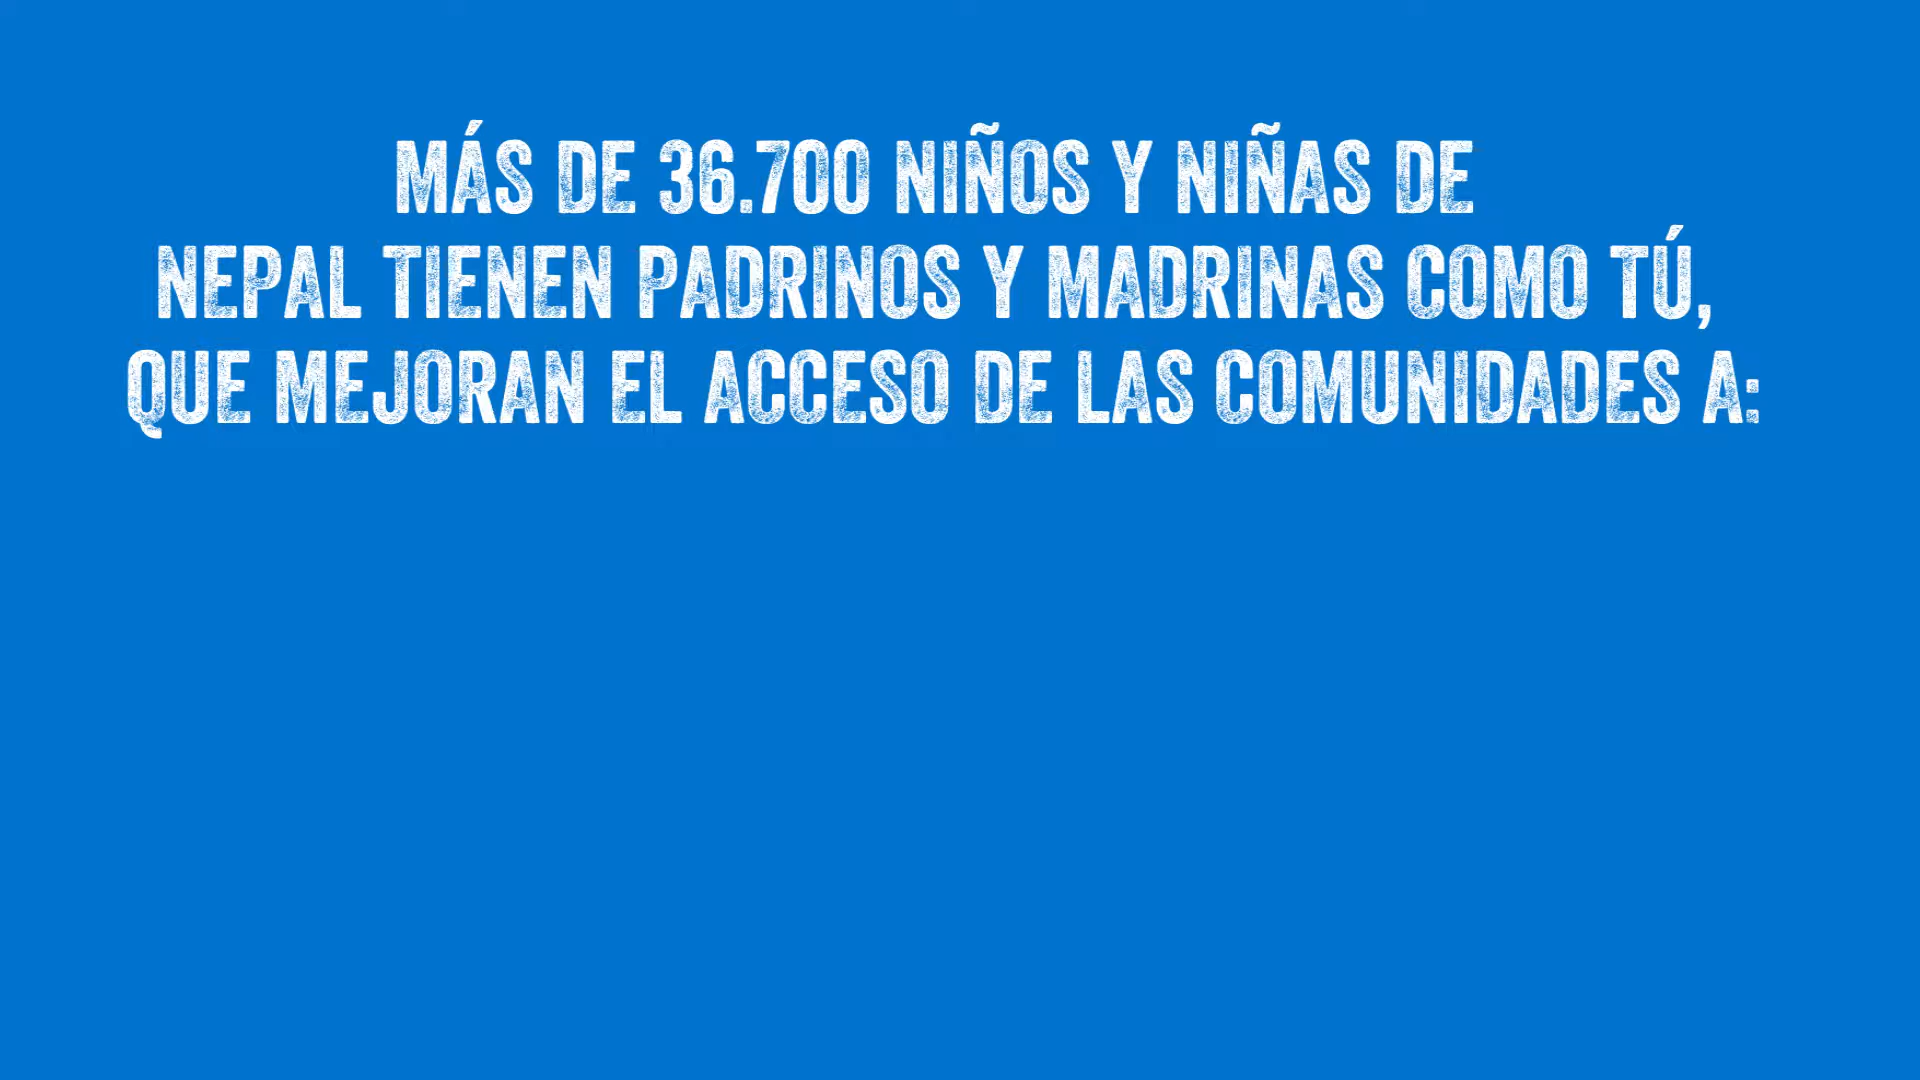 MÁS DE 36.700 NIÑOS Y NIÑAS DE
NEPAL TIENEN PADRINOS Y MADRINAS COMO TÚ,
QUE MEJORAN EL ACCESO DE LAS COMUNIDADES A: